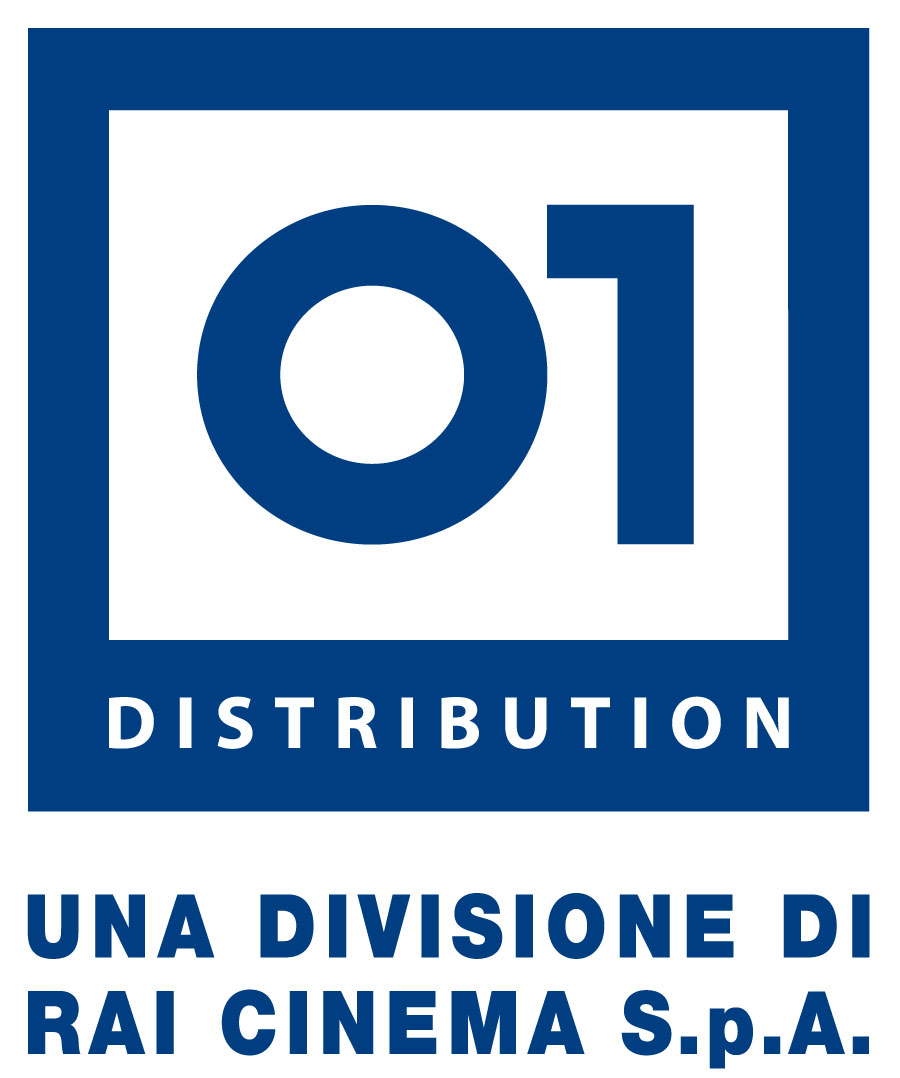 01
DISTRIBUTION
UNA DIVISIONE DI
RAI CINEMA S.p.A.